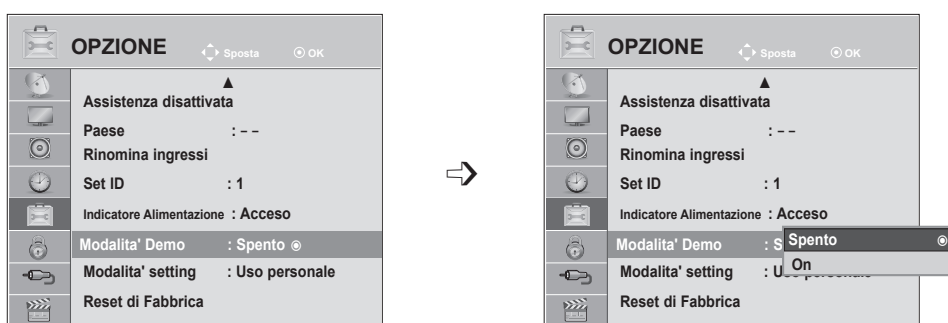 OPZIONE Sposta OK
Assistenza disattivata
Paese : – –
Rinomina ingressi
Set ID : 1
Indicatore Alimentazione : Acceso
Modalita' Demo : Spento
Modalita' setting : Uso personale
Reset di Fabbrica
OPZIONE Sposta OK
Assistenza disattivata
Paese : – –
Rinomina ingressi
Set ID : 1
Indicatore Alimentazione : Acceso
Modalita' Demo : S
Spento
On
Modalita' setting : Uso personale
Reset di Fabbrica